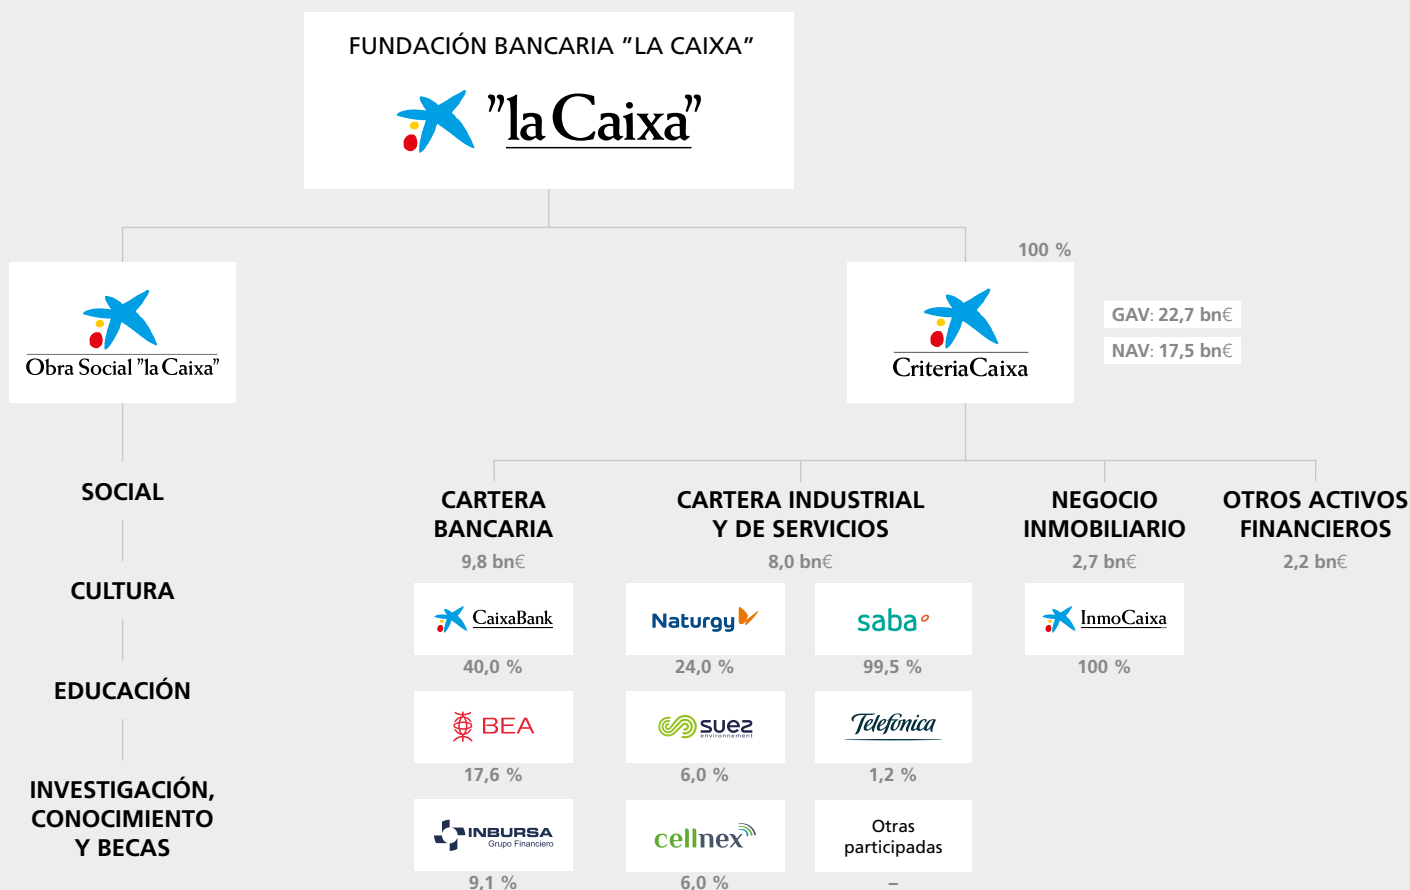 FUNDACIÓN BANCARIA ”LA CAIXA”
”la Caixa”
100 %
Obra Social ”la Caixa”
CriteriaCaixa
GAV: 22,7 bn€
NAV: 17,5 bn€
SOCIAL
CULTURA
EDUCACIÓN
INVESTIGACIÓN,
CONOCIMIENTO
Y BECAS
CARTERA
BANCARIA
9,8 bn€
CaixaBank
40,0 %
BEA
17,6 %
INBURSA
Grupo Financiero
9,1 %
CARTERA INDUSTRIAL
Y DE SERVICIOS
8,0 bn€
Naturgy
24,0 %
saba
99,5 %
suez
environnement
6,0 %
Telefónica
1,2 %
cellnex
6,0 %
Otras
participadas
–
NEGOCIO
INMOBILIARIO
2,7 bn€
InmoCaixa
100 %
OTROS ACTIVOS
FINANCIEROS
2,2 bn€